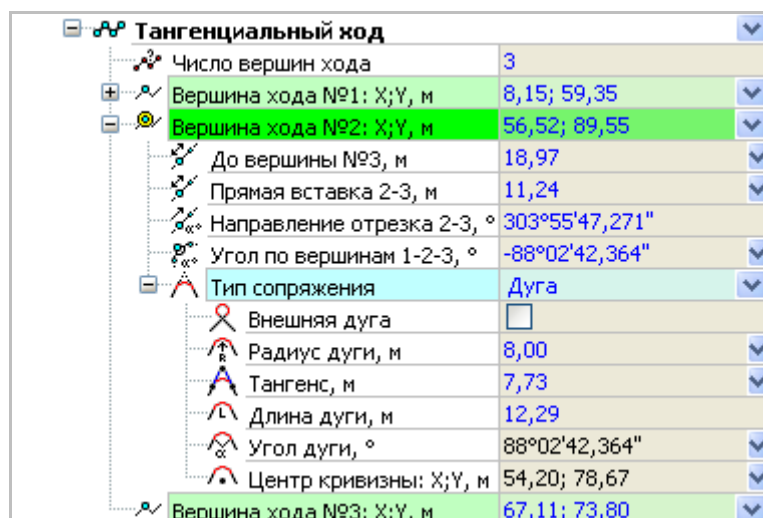 Тангенциальный ход
Число вершин хода 3
Вершина хода №1: X;Y, м 8,15; 59,35
Вершина хода №2: X;Y, м 56,52; 89,55
До вершины №3, м 18,97
Прямая вставка 2-3, м 11,24
Направление отрезка 2-3, ° 303°55'47,271"
Угол по вершинам 1-2-3, ° -88°02'42,364"
Тип сопряжения Дуга
Внешняя дуга
Радиус дуги, м 8,00
Тангенс, м 7,73
Длина дуги, м 12,29
Угол дуги, ° 88°02'42,364"
Центр кривизны: X;Y, м 54,20; 78,67
Вершина хода №3: X;Y, м 67,11; 73,80